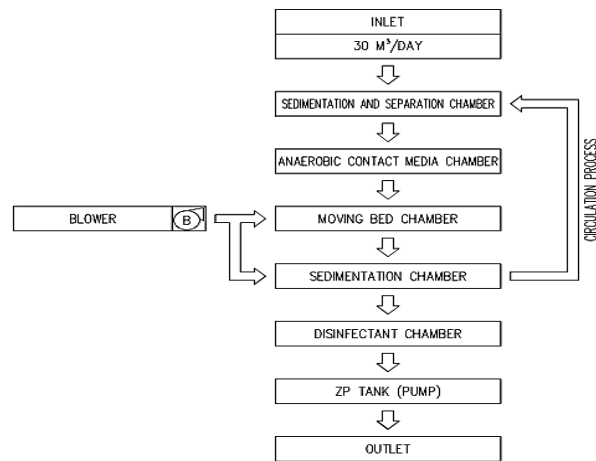 INLET
30 M³/DAY
SEDIMENTATION AND SEPARATION CHAMBER
ANAEROBIC CONTACT MEDIA CHAMBER
BLOWER
B
MOVING BED CHAMBER
SEDIMENTATION CHAMBER
CIRCULATION PROCESS
DISINFECTANT CHAMBER
ZP TANK (PUMP)
OUTLET